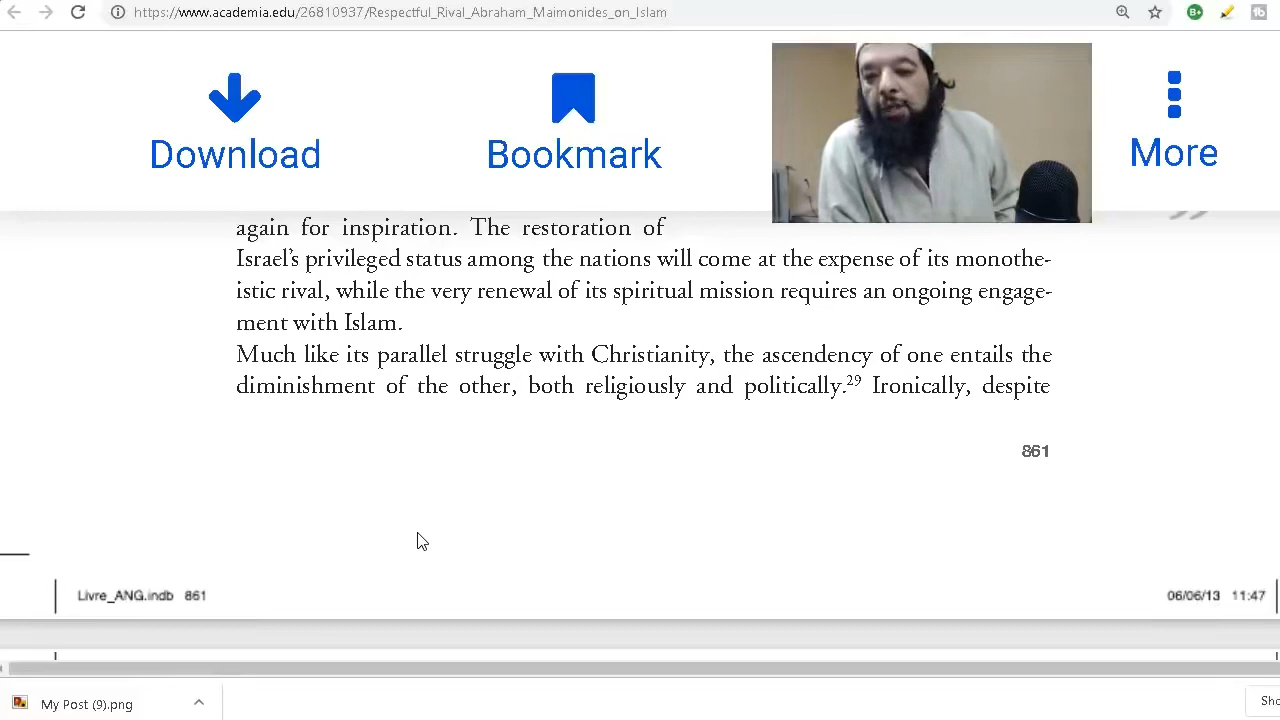 https://www.academia.edu/26810937/Respectful_Rival_Abraham_Maimonides_on_Islam
Download
Bookmark
More
again for inspiration. The restoration of
Israel’s privileged status among the nations will come at the expense of its monothe-
istic rival, while the very renewal of its spiritual mission requires an ongoing engage-
ment with Islam.
Much like its parallel struggle with Christianity, the ascendency of one entails the
diminishment of the other, both religiously and politically.29 Ironically, despite
861
Livre_ANG.indb 861
06/06/13 11:47
My Post (9).png
Sho